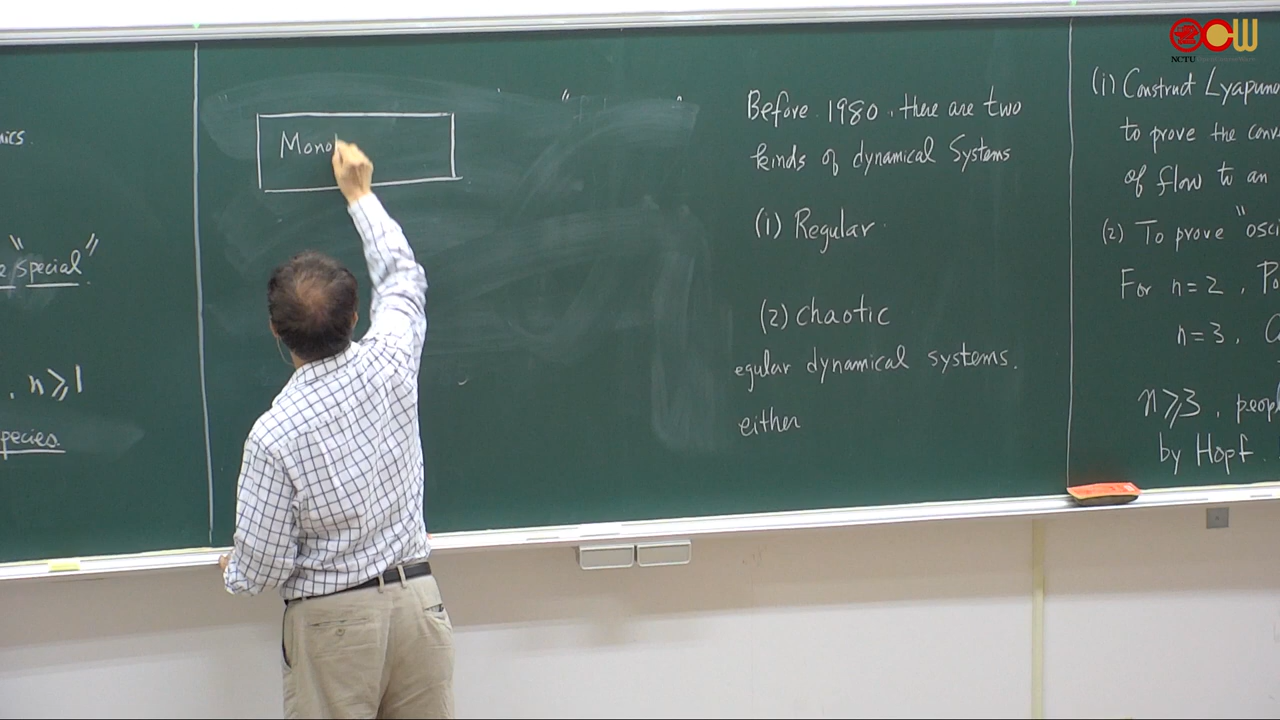 mics.
"special"
, n ≥ 1
species.
Mono
Before 1980, there are two
kinds of dynamical Systems
(1) Regular
(2) chaotic
egular dynamical systems.
either
(1) Construct Lyapuno
to prove the conv
of flow to an
(2) To prove "osci
For n=2, Po
n=3, C
n≥3, peop
by Hopf.
NCTU
OCW